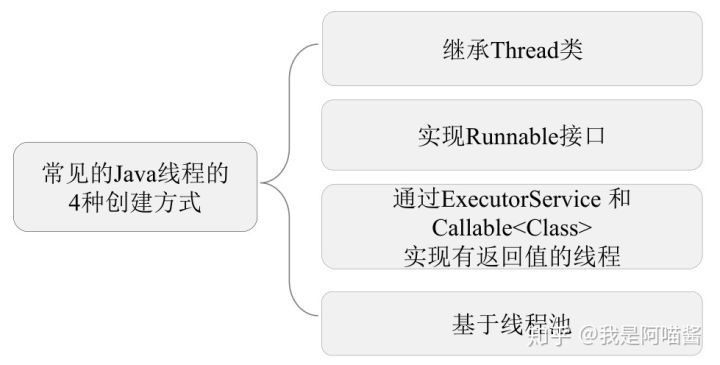 继承Thread类
实现Runnable接口
常见的Java线程的
4种创建方式
通过ExecutorService 和
Callable<Class>
实现有返回值的线程
基于线程池
知乎 @我是阿喵酱